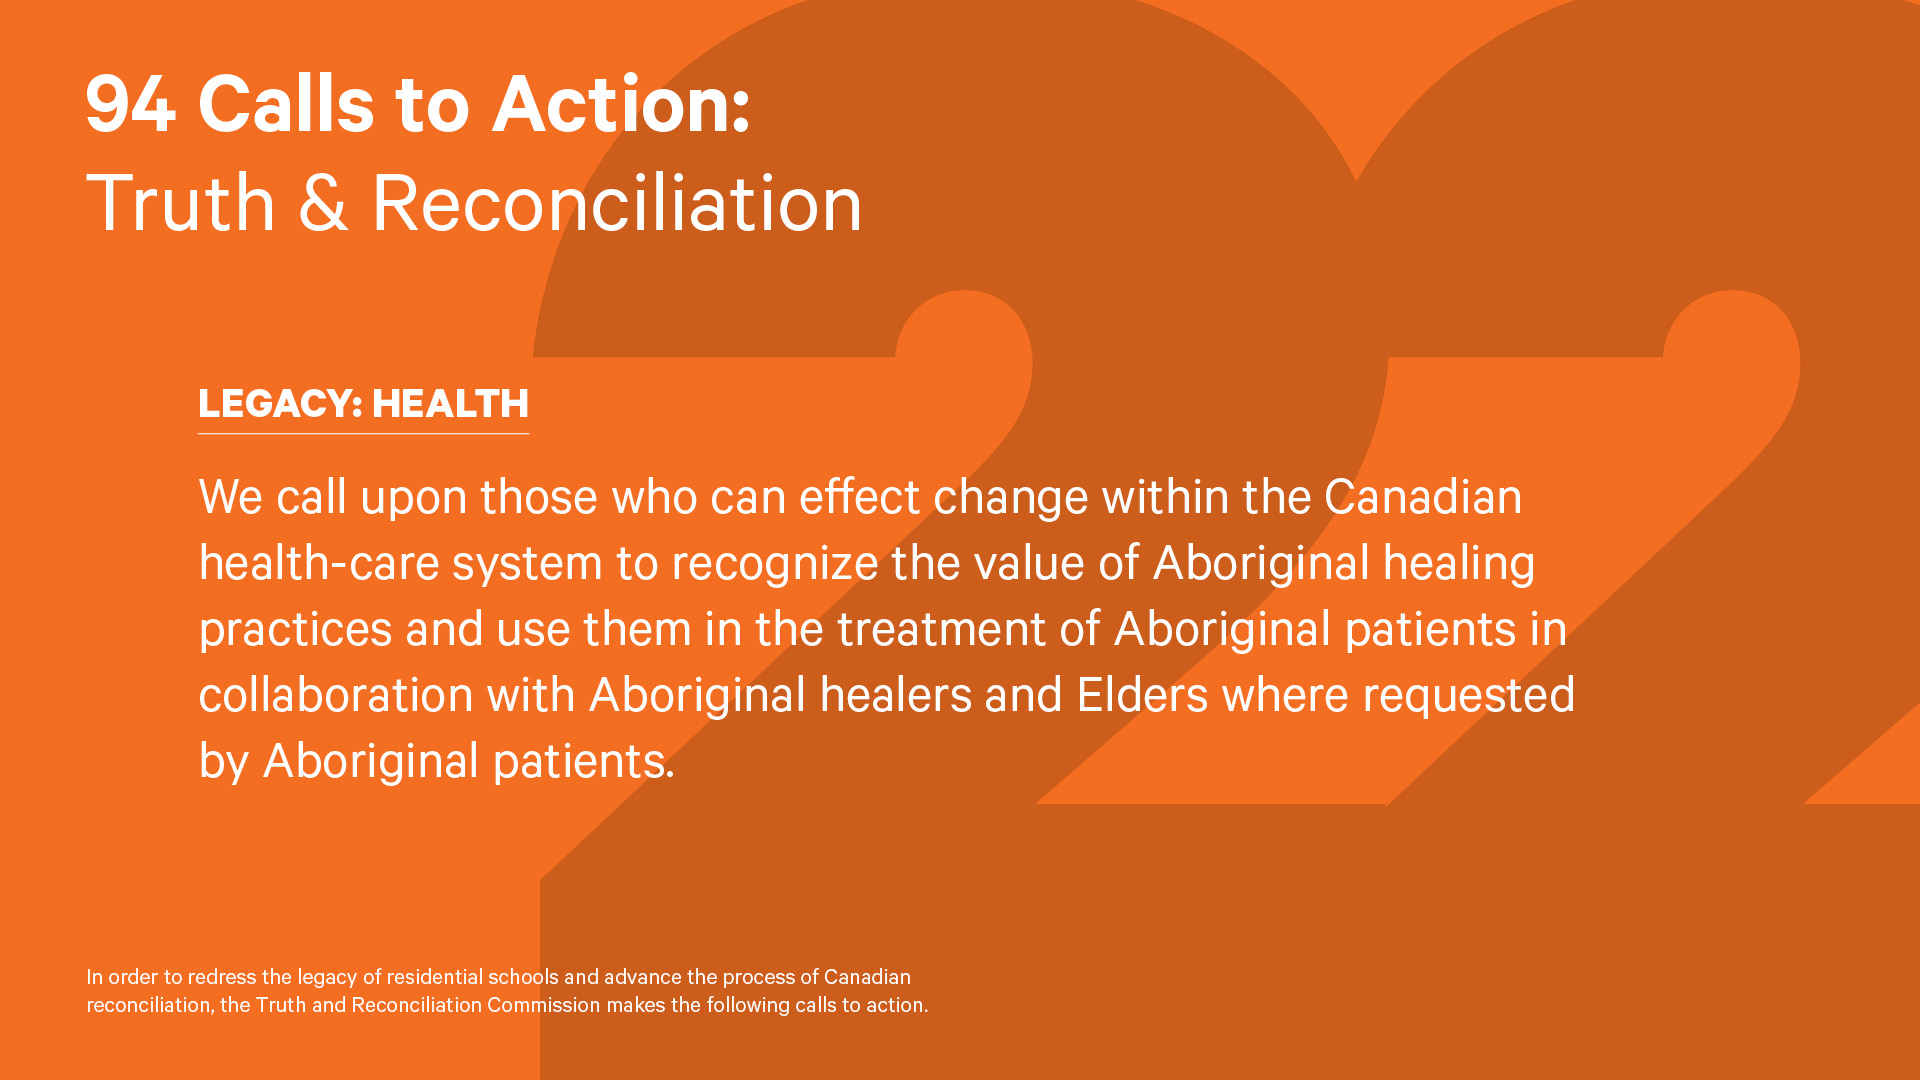 94 Calls to Action:
Truth & Reconciliation
22
LEGACY: HEALTH
We call upon those who can effect change within the Canadian
health-care system to recognize the value of Aboriginal healing
practices and use them in the treatment of Aboriginal patients in
collaboration with Aboriginal healers and Elders where requested
by Aboriginal patients.
In order to redress the legacy of residential schools and advance the process of Canadian
reconciliation, the Truth and Reconciliation Commission makes the following calls to action.